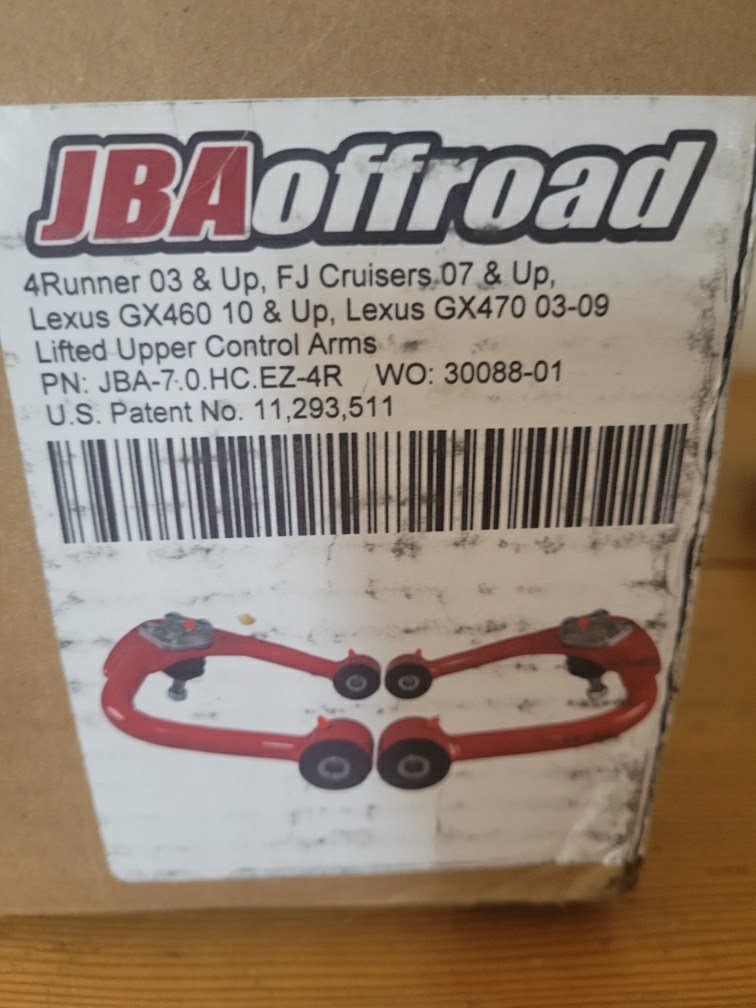 JBAoffroad
4Runner 03 & Up, FJ Cruisers 07 & Up,
Lexus GX460 10 & Up, Lexus GX470 03-09
Lifted Upper Control Arms
PN: JBA-7.0.HC.EZ-4R WO: 30088-01
U.S. Patent No. 11,293,511